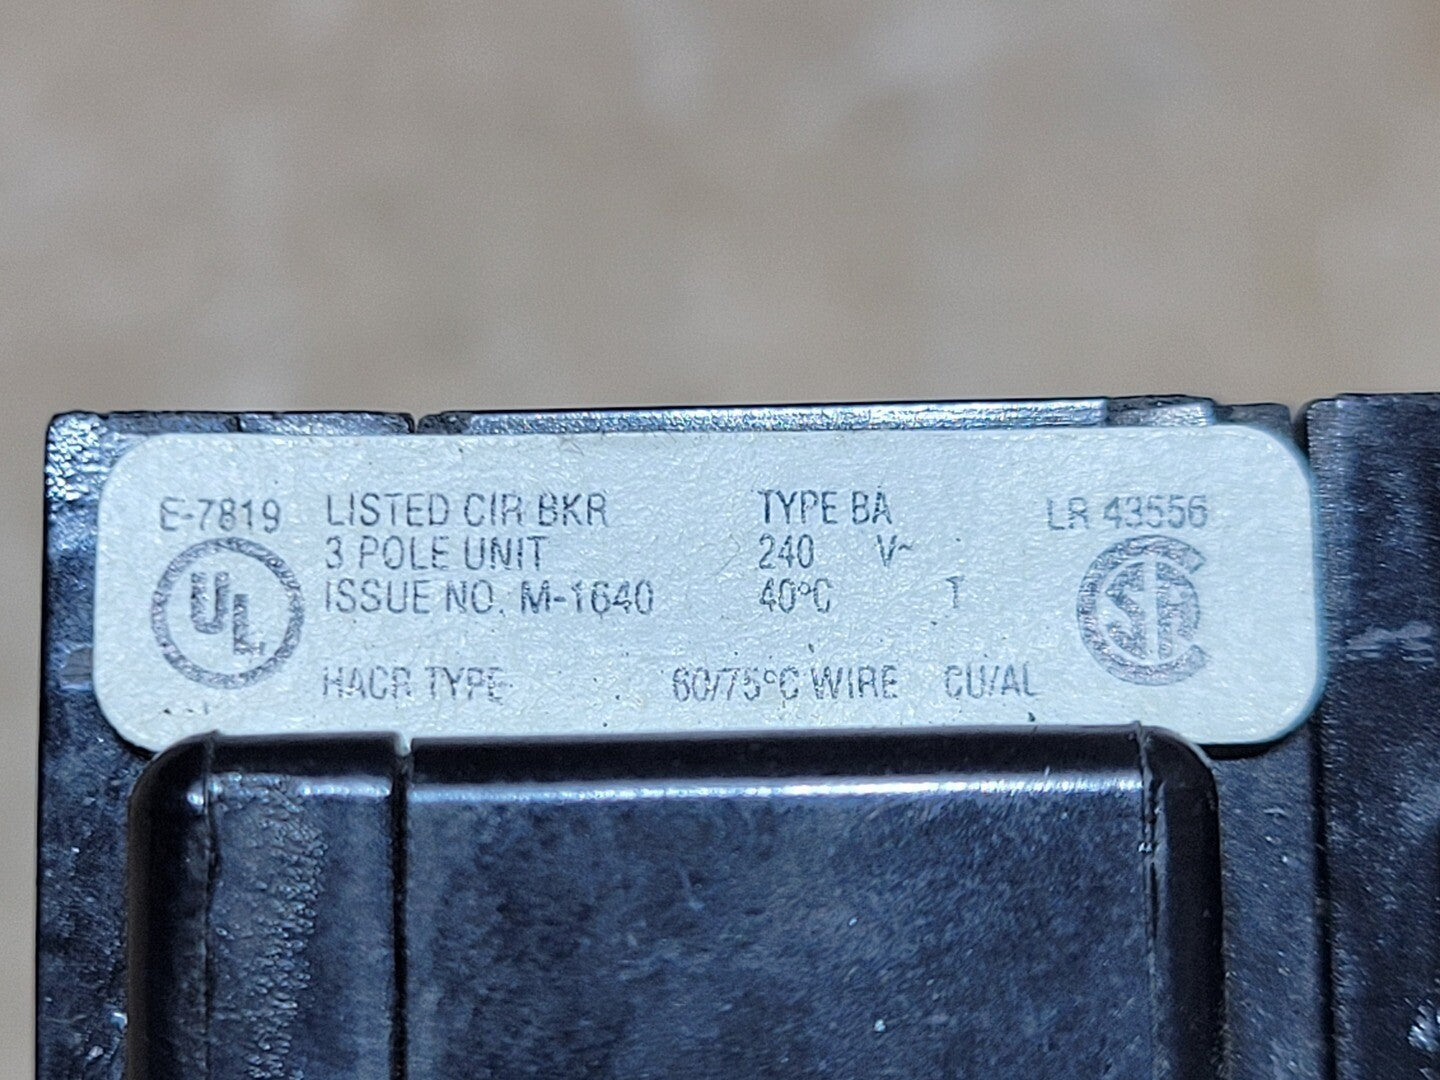 E-7819 LISTED CIR BKR TYPE BA LR 43556
3 POLE UNIT 240 V~
ISSUE NO. M-1640 40°C T
UL SA
HACR TYPE 60/75°C WIRE CU/AL